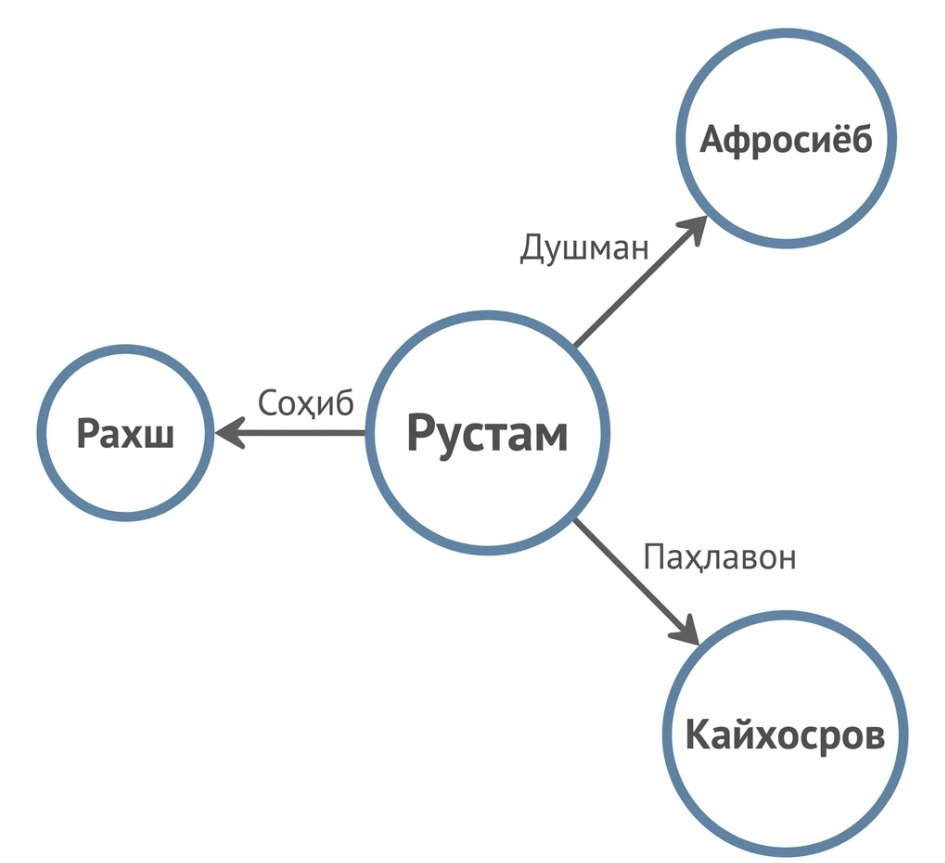 Афросиёб
Душман
Соҳиб
Рахш
Рустам
Паҳлавон
Кайхосров